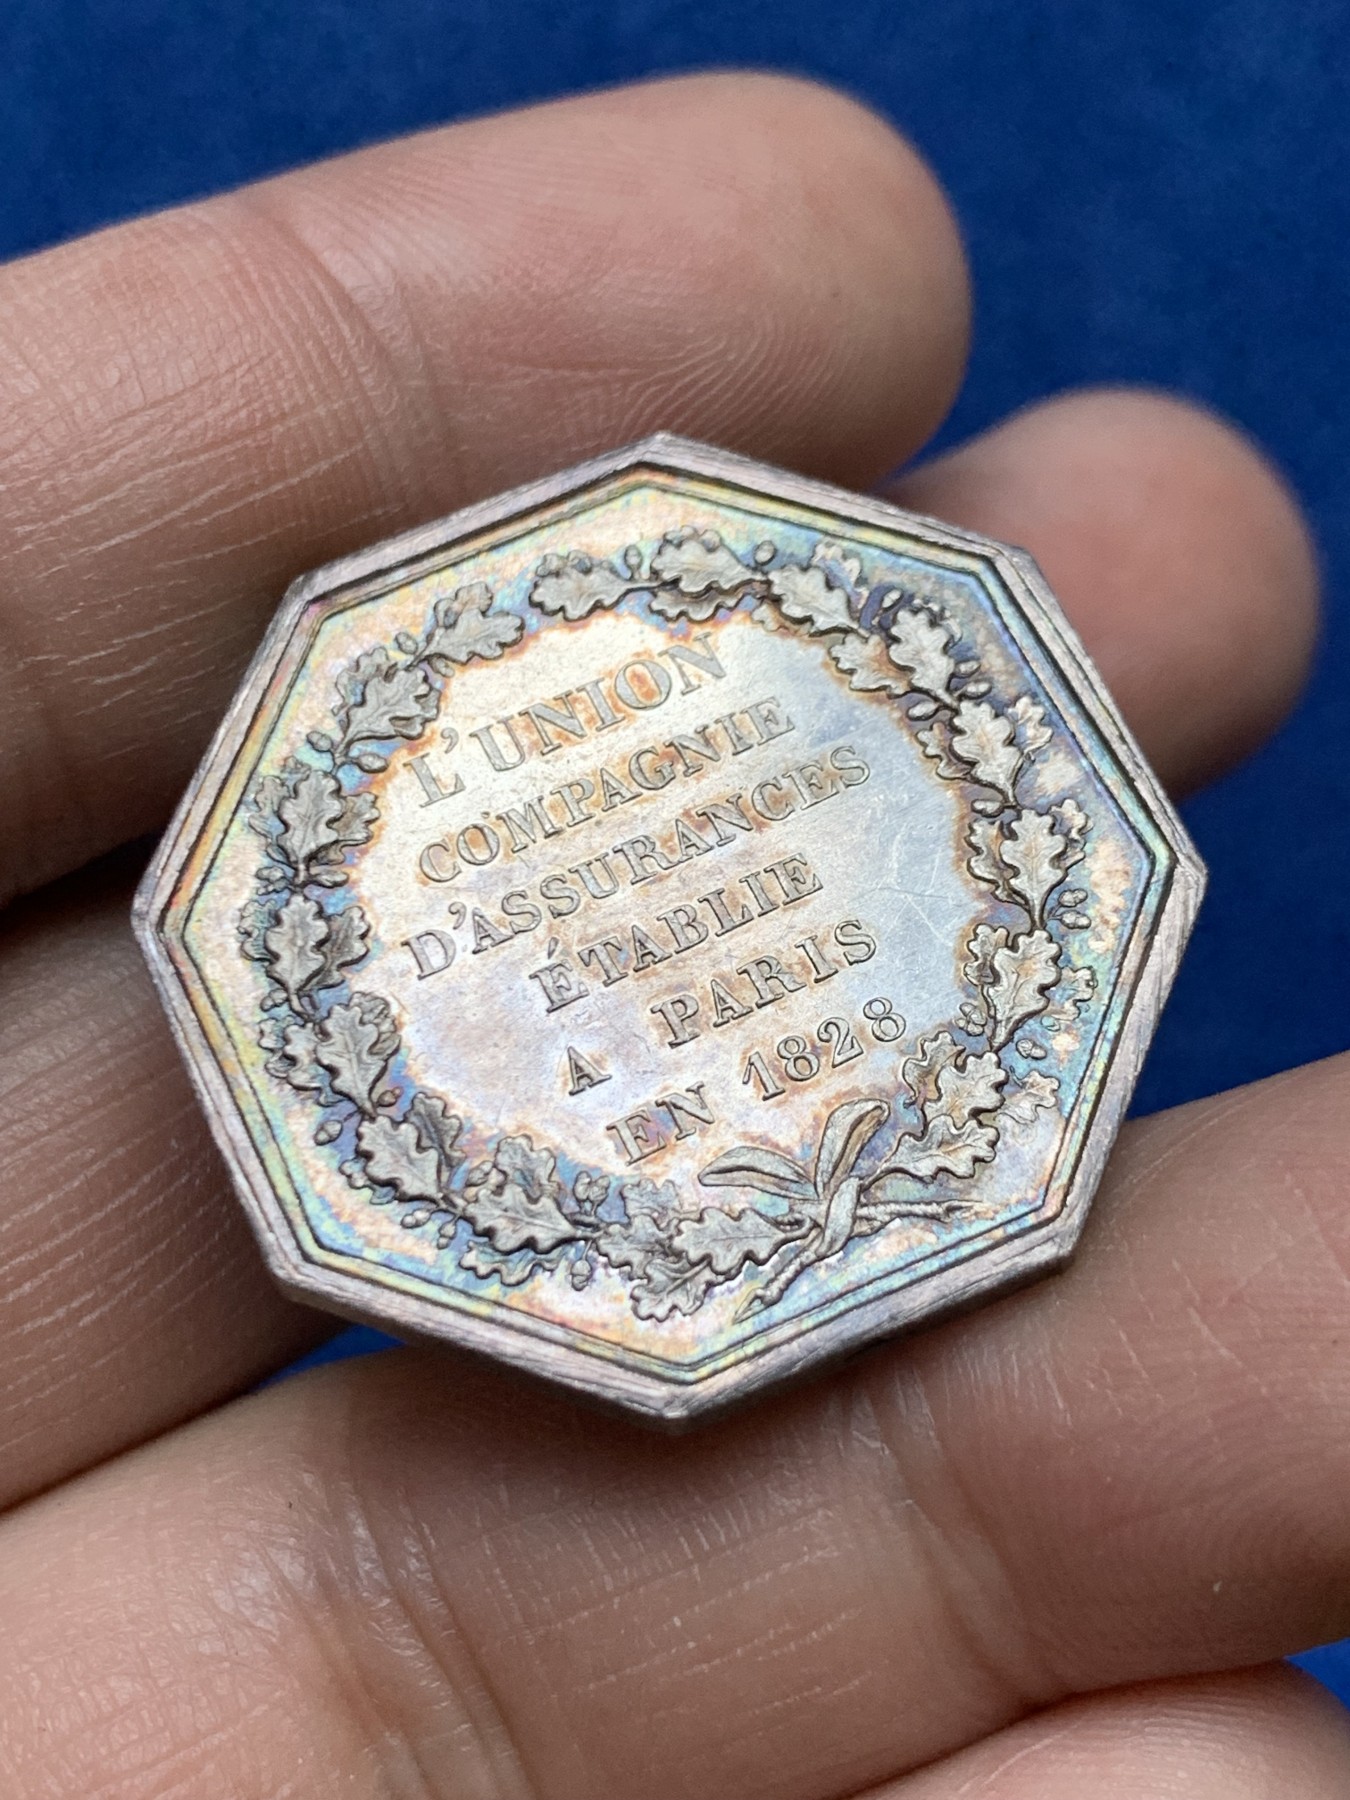 L'UNION
COMPAGNIE
D'ASSURANCES
ÉTABLIE
A PARIS
EN 1828